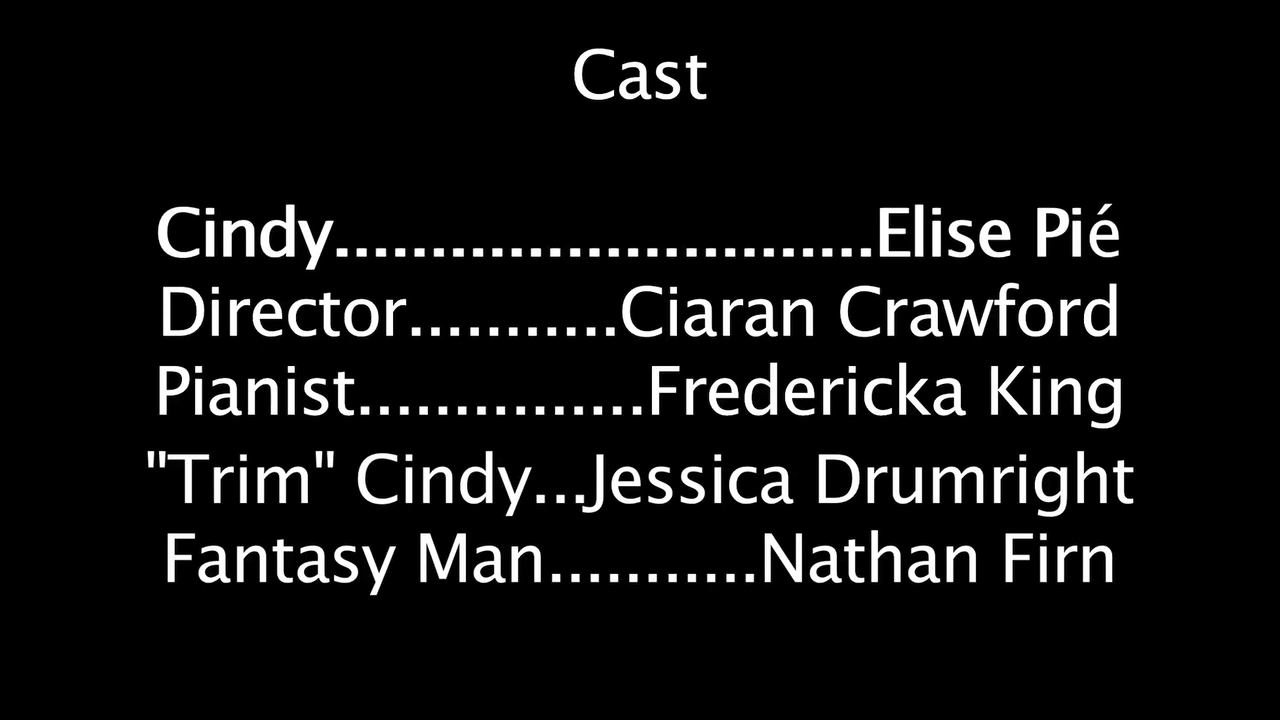 Cast
Cindy...........................Elise Pié
Director...........Ciaran Crawford
Pianist...............Fredericka King
"Trim" Cindy...Jessica Drumright
Fantasy Man...........Nathan Firn